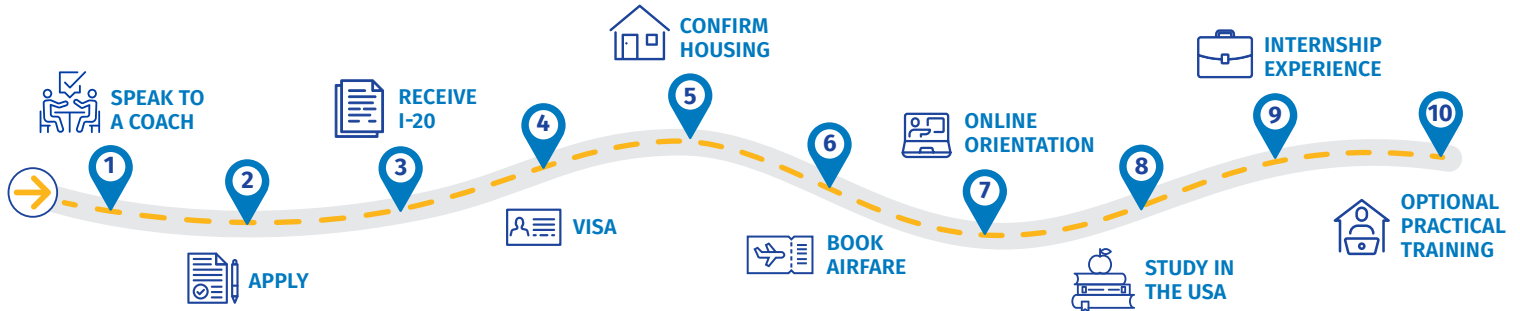 1
SPEAK TO
A COACH
2
APPLY
3
RECEIVE
I-20
4
VISA
5
CONFIRM
HOUSING
6
BOOK
AIRFARE
7
ONLINE
ORIENTATION
8
STUDY IN
THE USA
9
INTERNSHIP
EXPERIENCE
10
OPTIONAL
PRACTICAL
TRAINING